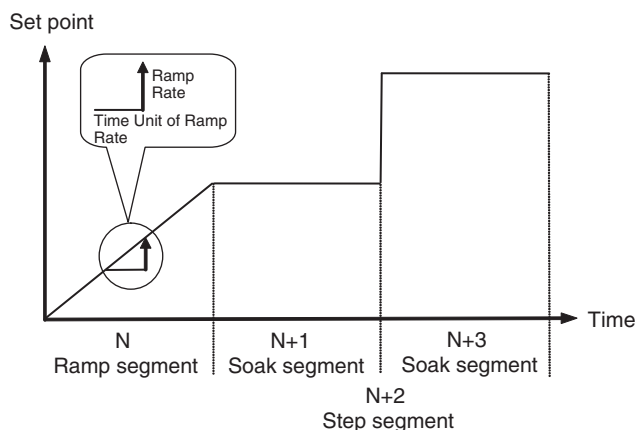 Set point
Ramp
Rate
Time Unit of Ramp
Rate
Time
N
Ramp segment
N+1
Soak segment
N+3
Soak segment
N+2
Step segment